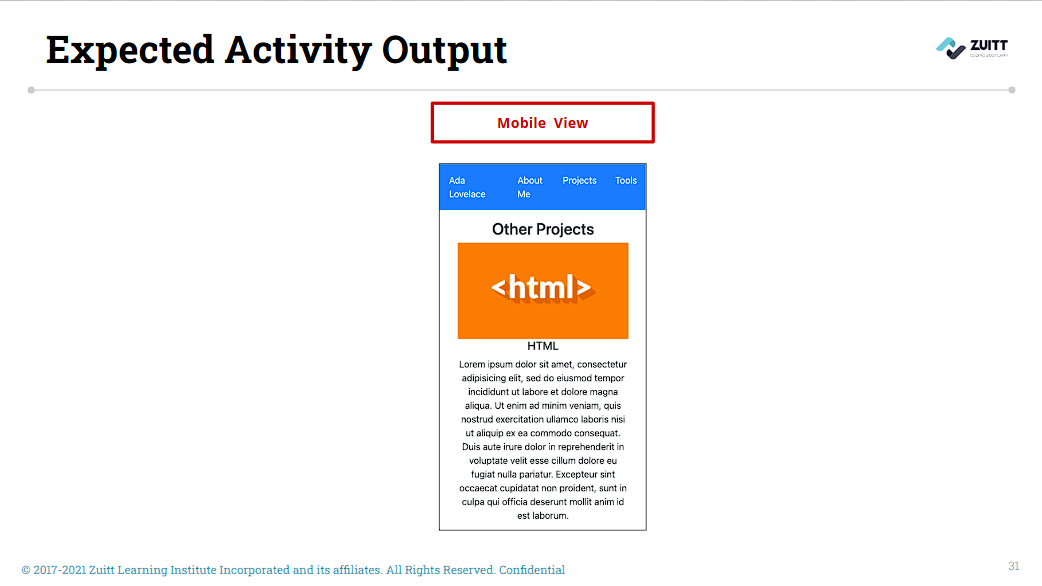 Expected Activity Output
ZUITT
CODING BOOTCAMP
Mobile View
Ada Lovelace
About Me
Projects
Tools
Other Projects
<html>
HTML
Lorem ipsum dolor sit amet, consectetur
adipisicing elit, sed do eiusmod tempor
incididunt ut labore et dolore magna
aliqua. Ut enim ad minim veniam, quis
nostrud exercitation ullamco laboris nisi
ut aliquip ex ea commodo consequat.
Duis aute irure dolor in reprehenderit in
voluptate velit esse cillum dolore eu
fugiat nulla pariatur. Excepteur sint
occaecat cupidatat non proident, sunt in
culpa qui officia deserunt mollit anim id
est laborum.
© 2017-2021 Zuitt Learning Institute Incorporated and its affiliates. All Rights Reserved. Confidential
31